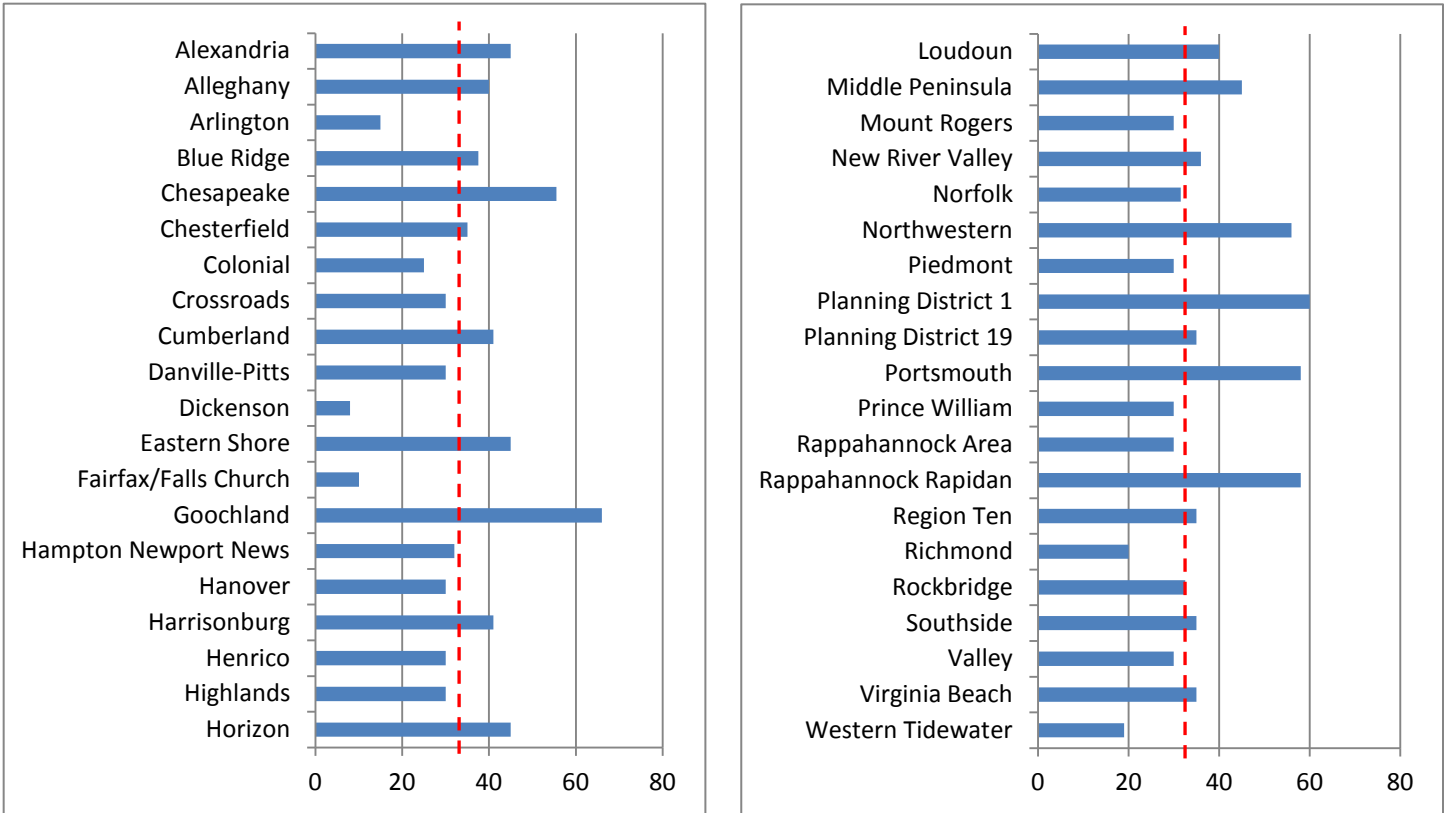 Alexandria
Alleghany
Arlington
Blue Ridge
Chesapeake
Chesterfield
Colonial
Crossroads
Cumberland
Danville-Pitts
Dickenson
Eastern Shore
Fairfax/Falls Church
Goochland
Hampton Newport News
Hanover
Harrisonburg
Henrico
Highlands
Horizon
0 20 40 60 80
Loudoun
Middle Peninsula
Mount Rogers
New River Valley
Norfolk
Northwestern
Piedmont
Planning District 1
Planning District 19
Portsmouth
Prince William
Rappahannock Area
Rappahannock Rapidan
Region Ten
Richmond
Rockbridge
Southside
Valley
Virginia Beach
Western Tidewater
0 20 40 60 80